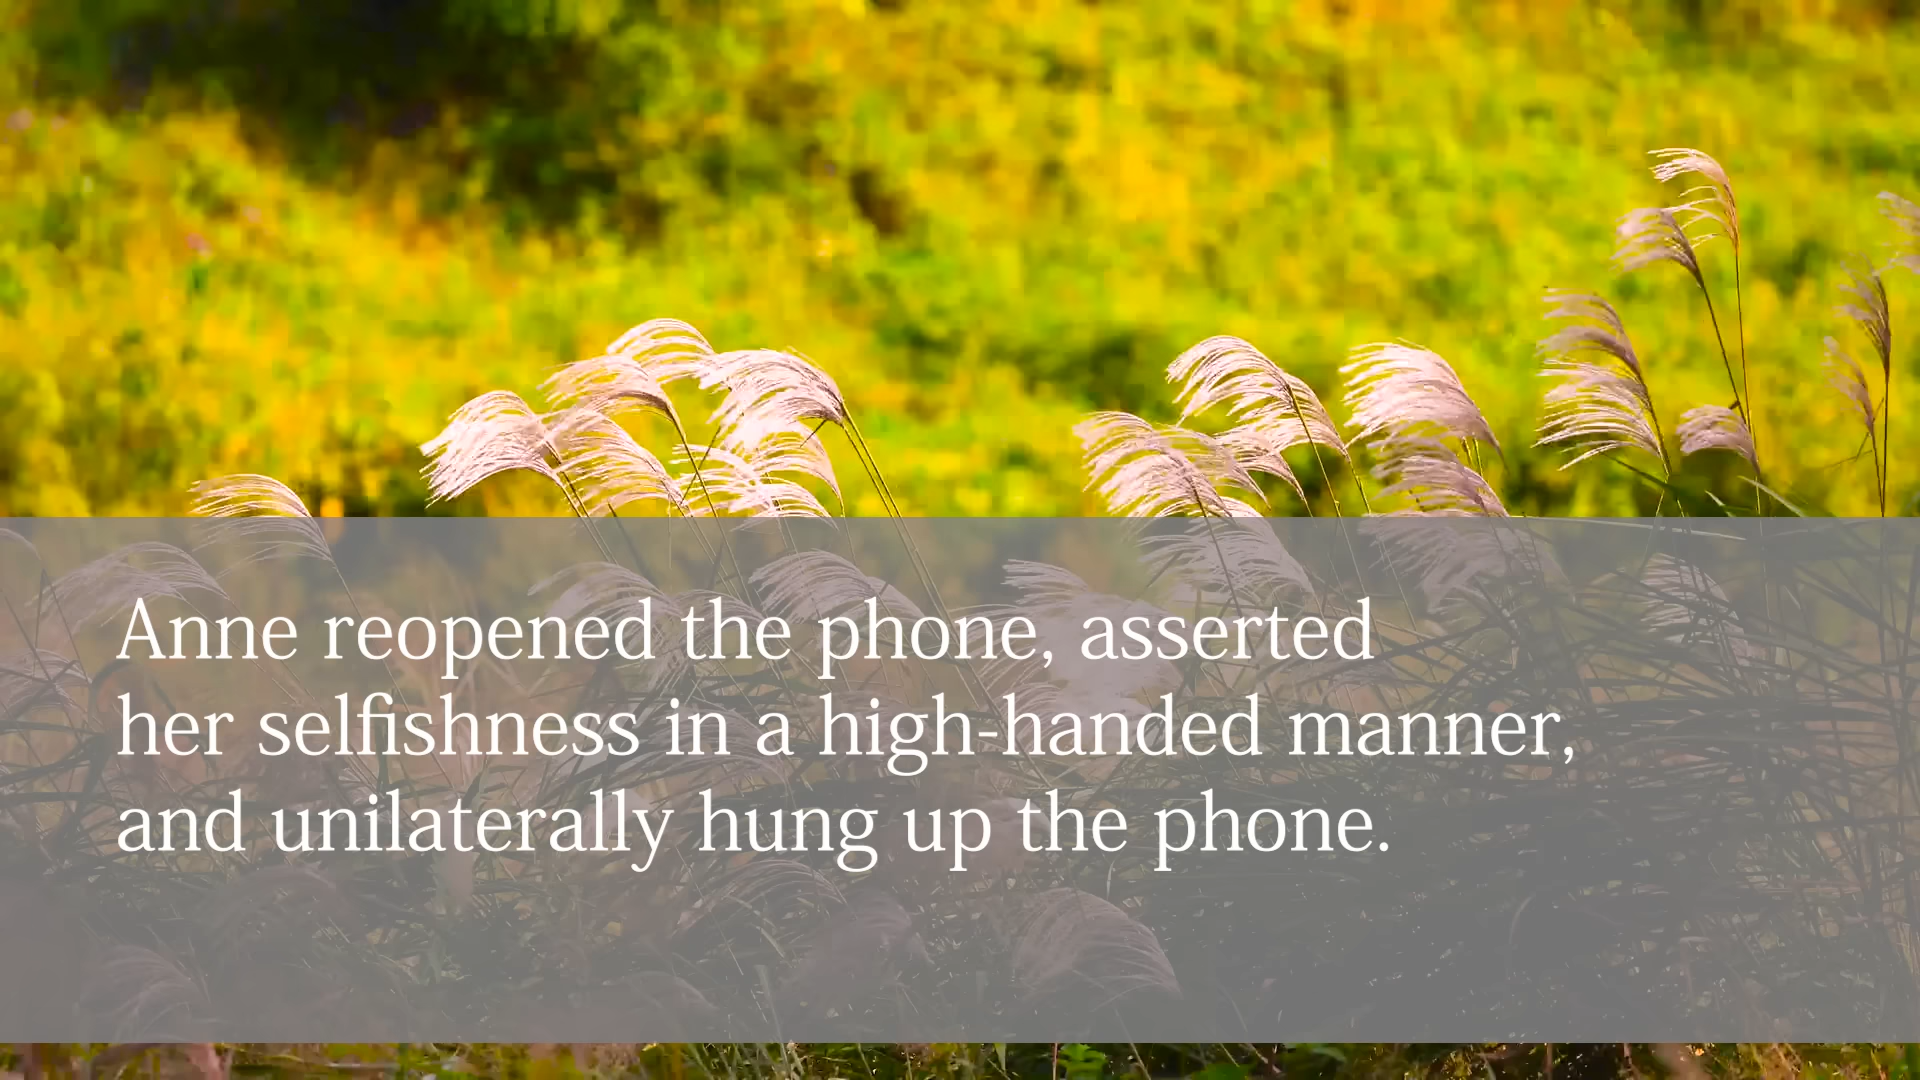 Anne reopened the phone, asserted
her selfishness in a high-handed manner,
and unilaterally hung up the phone.